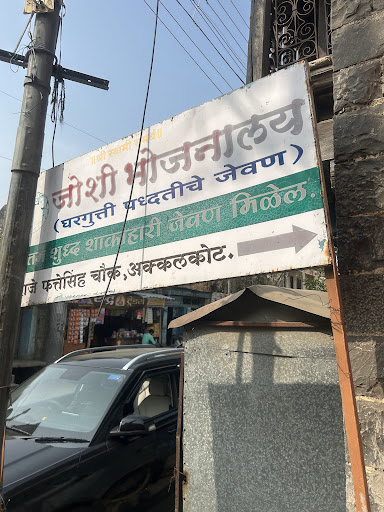 जोशी भोजनालय
(घरगुती पध्दतीचे जेवण)
शुध्द शाकाहारी जेवण मिळेल.
राजे फत्तेसिंह चौक, अक्कलकोट.